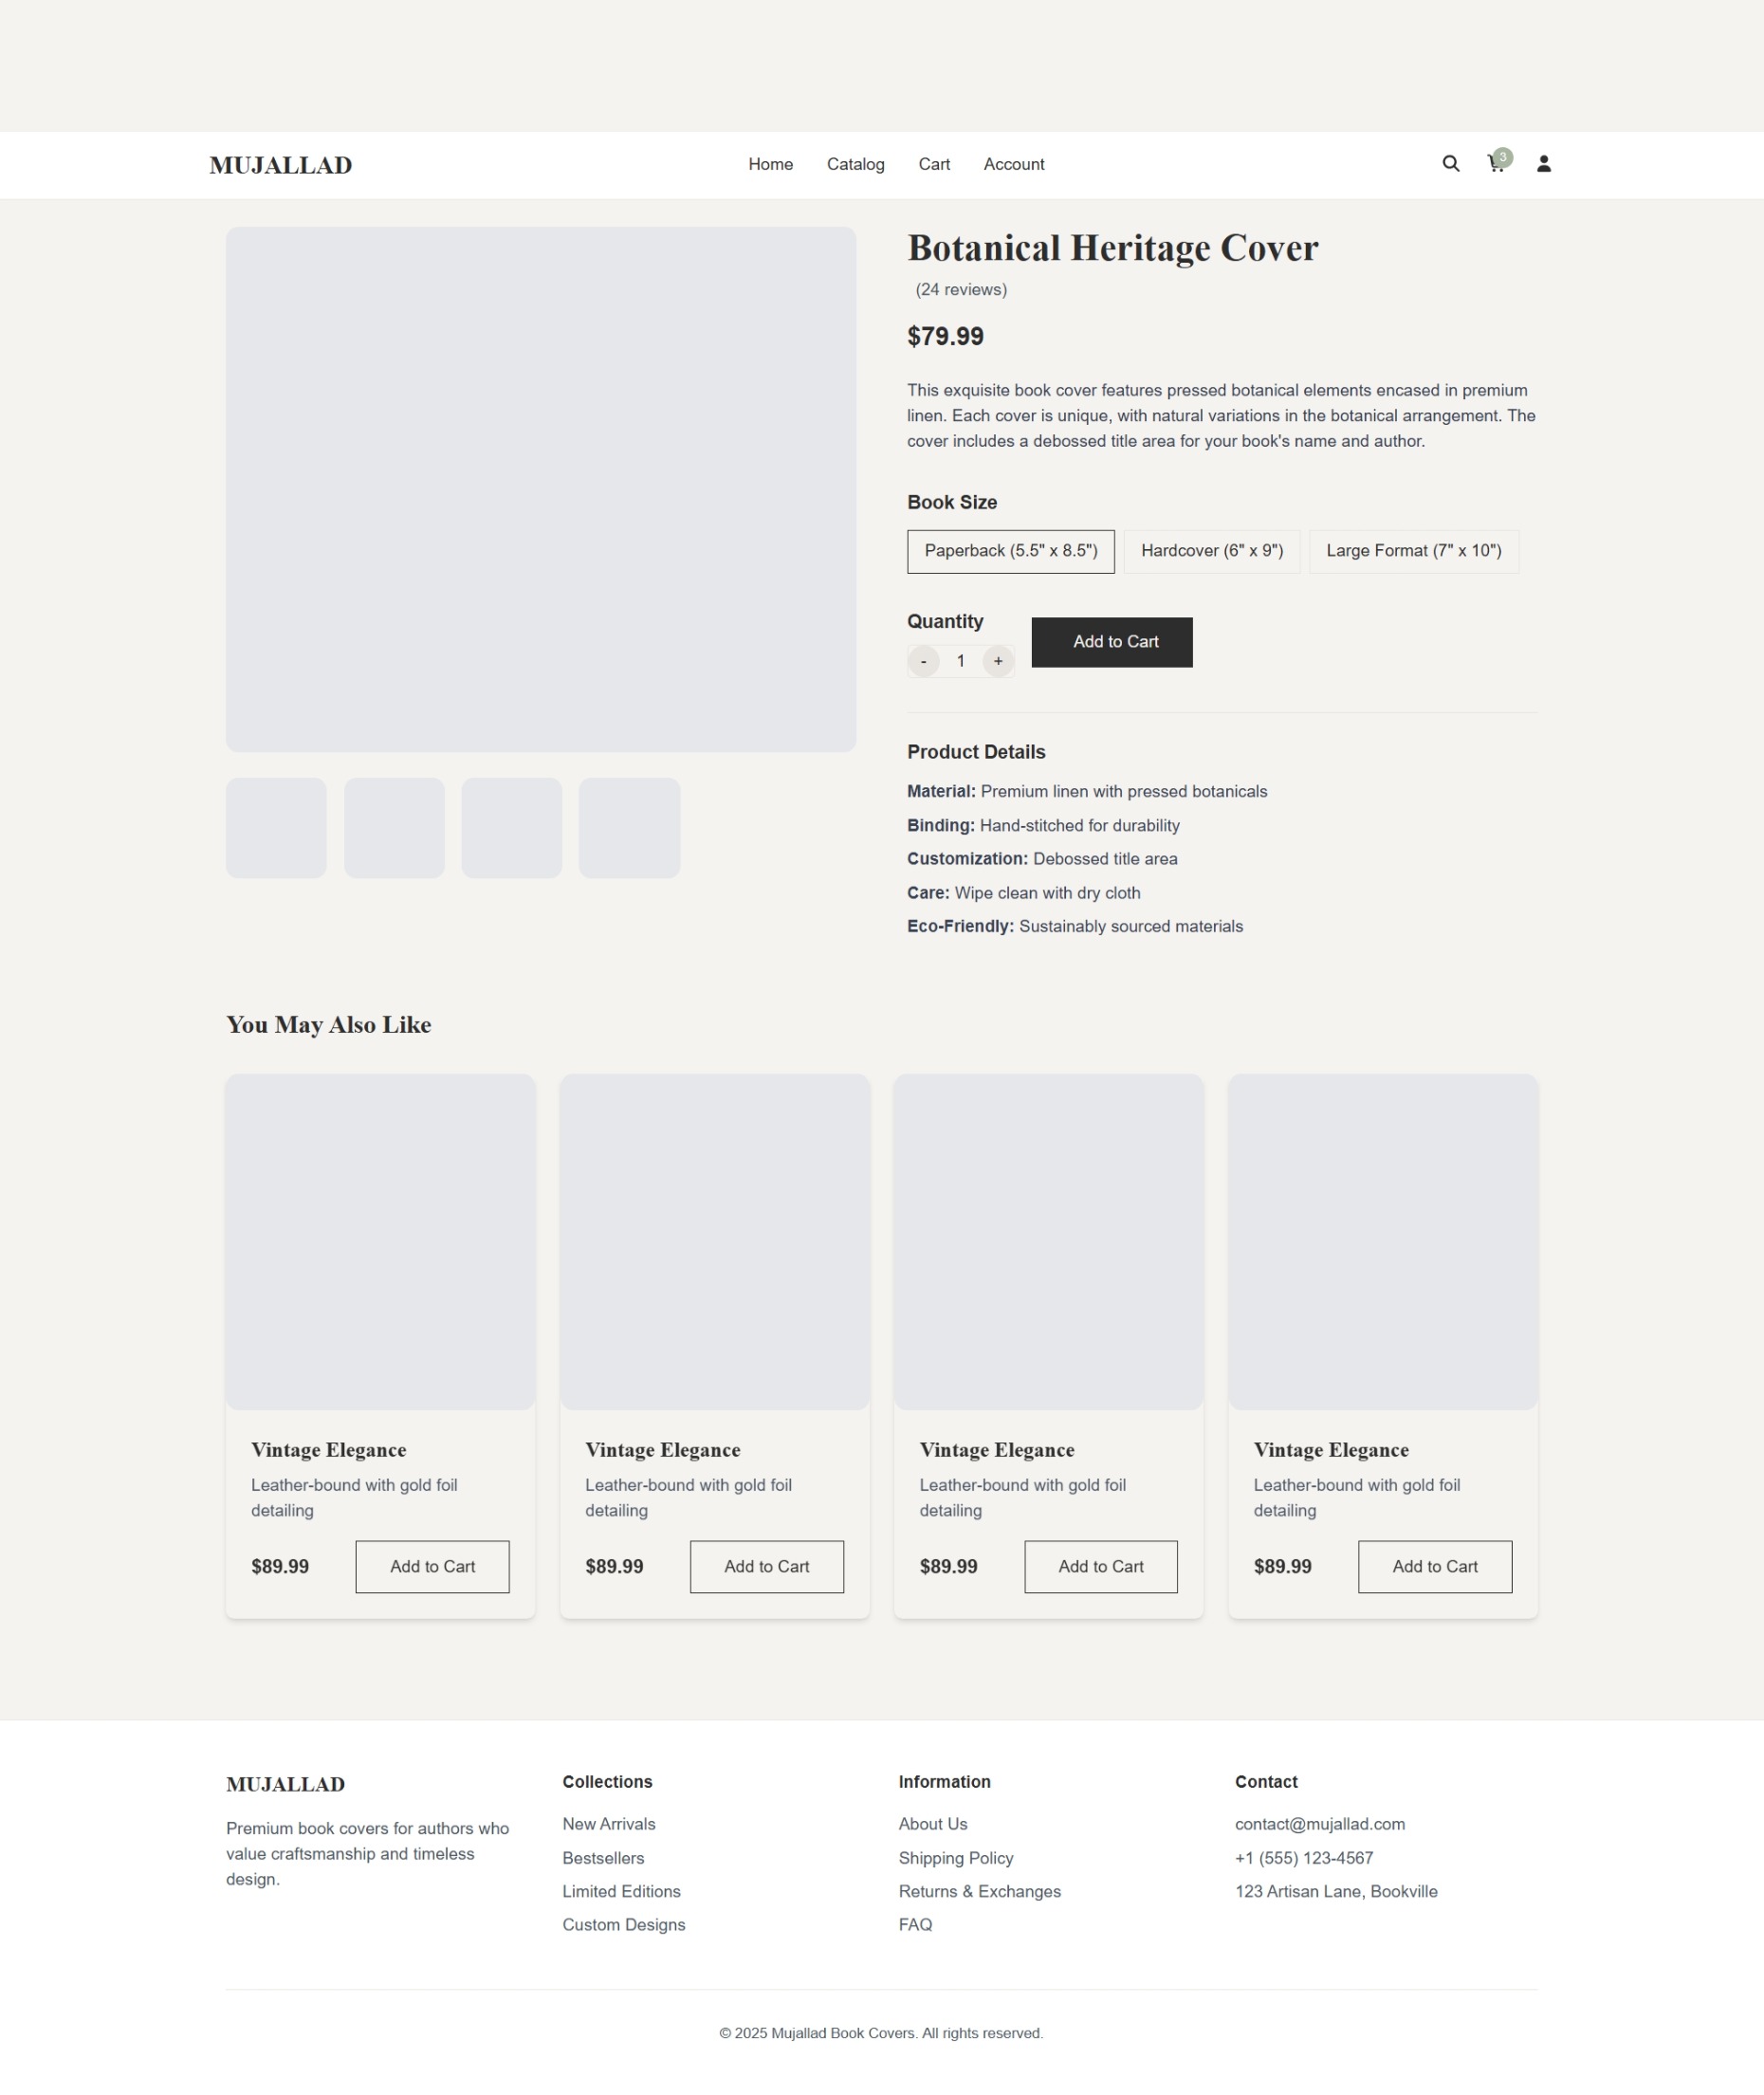 MUJALLAD
Home
Catalog
Cart
Account
3
Botanical Heritage Cover
(24 reviews)
$79.99
This exquisite book cover features pressed botanical elements encased in premium
linen. Each cover is unique, with natural variations in the botanical arrangement. The
cover includes a debossed title area for your book's name and author.
Book Size
Paperback (5.5" x 8.5")
Hardcover (6" x 9")
Large Format (7" x 10")
Quantity
- 1 +
Add to Cart
Product Details
Material: Premium linen with pressed botanicals
Binding: Hand-stitched for durability
Customization: Debossed title area
Care: Wipe clean with dry cloth
Eco-Friendly: Sustainably sourced materials
You May Also Like
Vintage Elegance
Leather-bound with gold foil
detailing
$89.99
Add to Cart
Vintage Elegance
Leather-bound with gold foil
detailing
$89.99
Add to Cart
Vintage Elegance
Leather-bound with gold foil
detailing
$89.99
Add to Cart
Vintage Elegance
Leather-bound with gold foil
detailing
$89.99
Add to Cart
MUJALLAD
Premium book covers for authors who
value craftsmanship and timeless
design.
Collections
New Arrivals
Bestsellers
Limited Editions
Custom Designs
Information
About Us
Shipping Policy
Returns & Exchanges
FAQ
Contact
contact@mujallad.com
+1 (555) 123-4567
123 Artisan Lane, Bookville
© 2025 Mujallad Book Covers. All rights reserved.